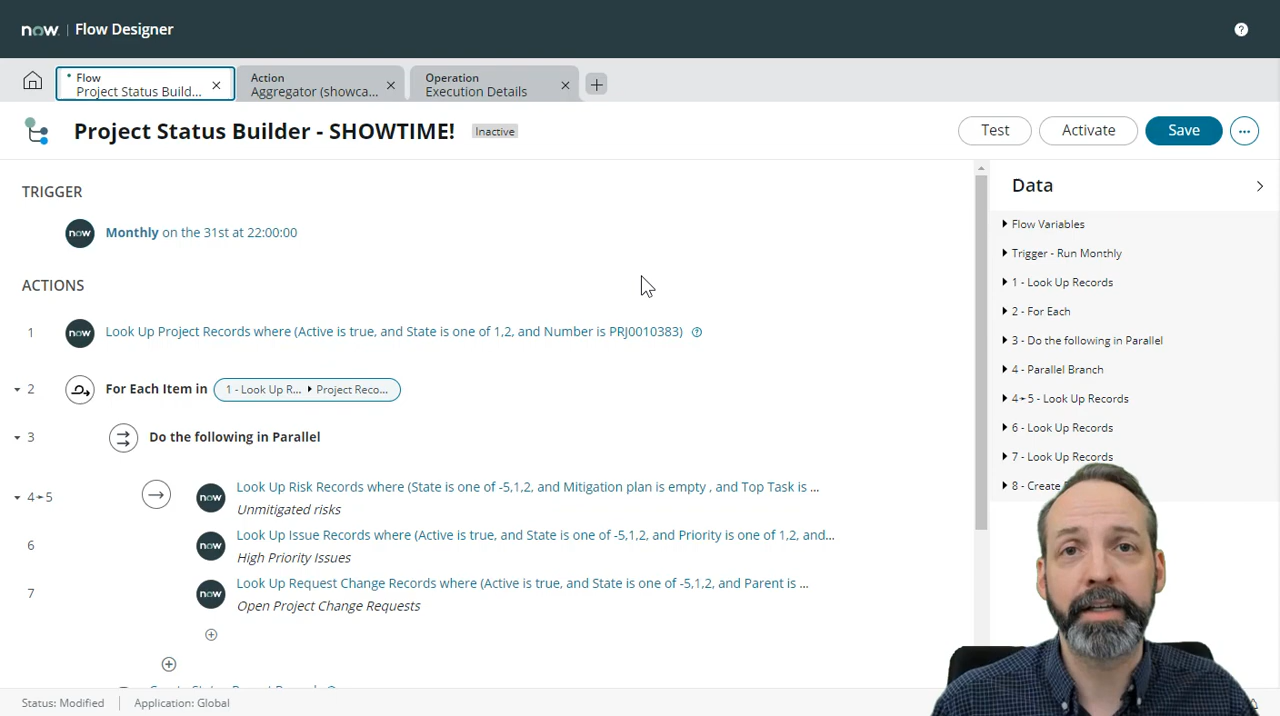 now. | Flow Designer
Flow
Project Status Build...
Action
Aggregator (showca...
Operation
Execution Details
Project Status Builder - SHOWTIME!
Inactive
Test
Activate
Save
TRIGGER
now
Monthly on the 31st at 22:00:00
ACTIONS
1
now
Look Up Project Records where (Active is true, and State is one of 1,2, and Number is PRJ0010383)
2
For Each Item in
1 - Look Up R...
Project Reco...
3
Do the following in Parallel
4
5
now
Look Up Risk Records where (State is one of -5,1,2, and Mitigation plan is empty , and Top Task is ...
Unmitigated risks
6
now
Look Up Issue Records where (Active is true, and State is one of -5,1,2, and Priority is one of 1,2, and...
High Priority Issues
7
now
Look Up Request Change Records where (Active is true, and State is one of -5,1,2, and Parent is ...
Open Project Change Requests
Data
Flow Variables
Trigger - Run Monthly
1 - Look Up Records
2 - For Each
3 - Do the following in Parallel
4 - Parallel Branch
4➛5 - Look Up Records
6 - Look Up Records
7 - Look Up Records
8 - Create
Status: Modified
Application: Global